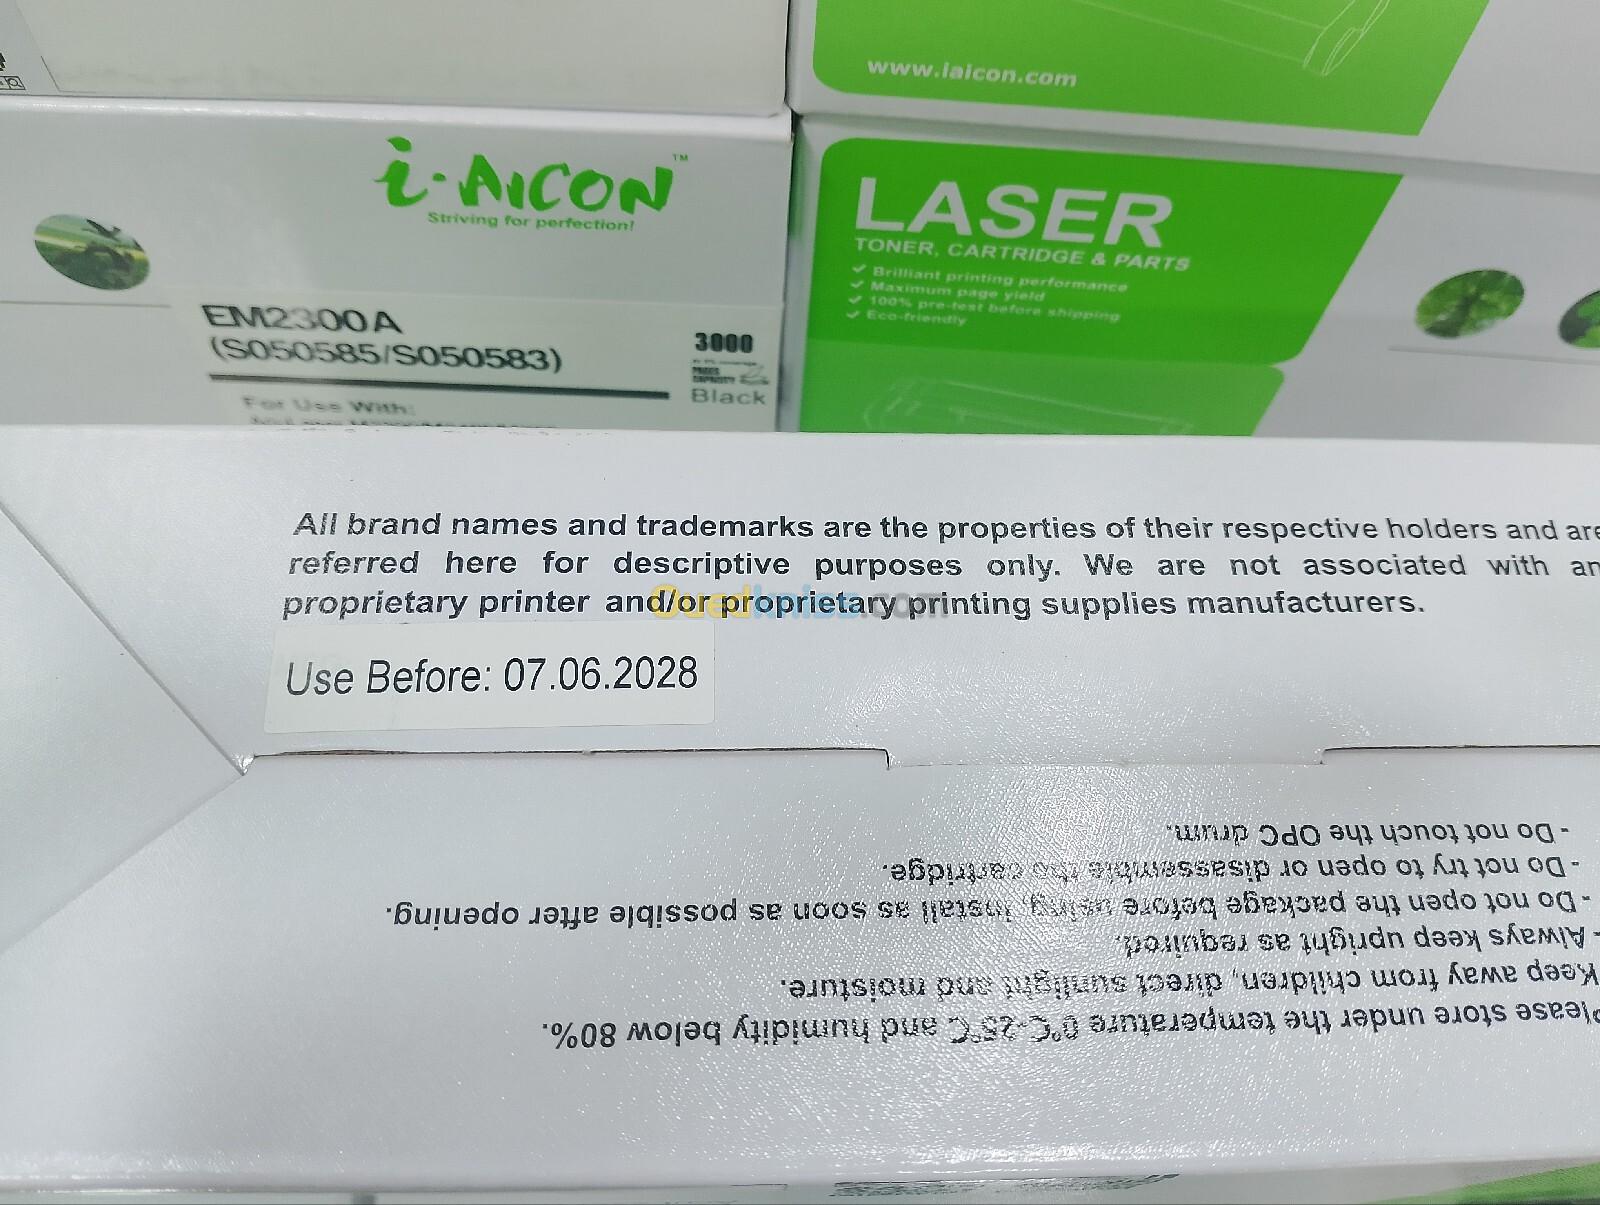 www.iaicon.com
i-AICON™
Striving for perfection!
EM2300A
(S050585/S050583)
3000
Black
For Use With:
LASER
TONER, CARTRIDGE & PARTS
✓ Brilliant printing performance
✓ Maximum page yield
✓ 100% pre-test before shipping
✓ Eco-friendly
All brand names and trademarks are the properties of their respective holders and are
referred here for descriptive purposes only. We are not associated with an
proprietary printer and/or proprietary printing supplies manufacturers.
Ouedkniss.com
Use Before: 07.06.2028
Please store under the temperature 0°C-25°C and humidity below 80%.
Keep away from children, direct sunlight and moisture.
- Always keep upright as required.
- Do not open the package before using, install as soon as possible after opening.
- Do not try to open or disassemble the cartridge.
- Do not touch the OPC drum.